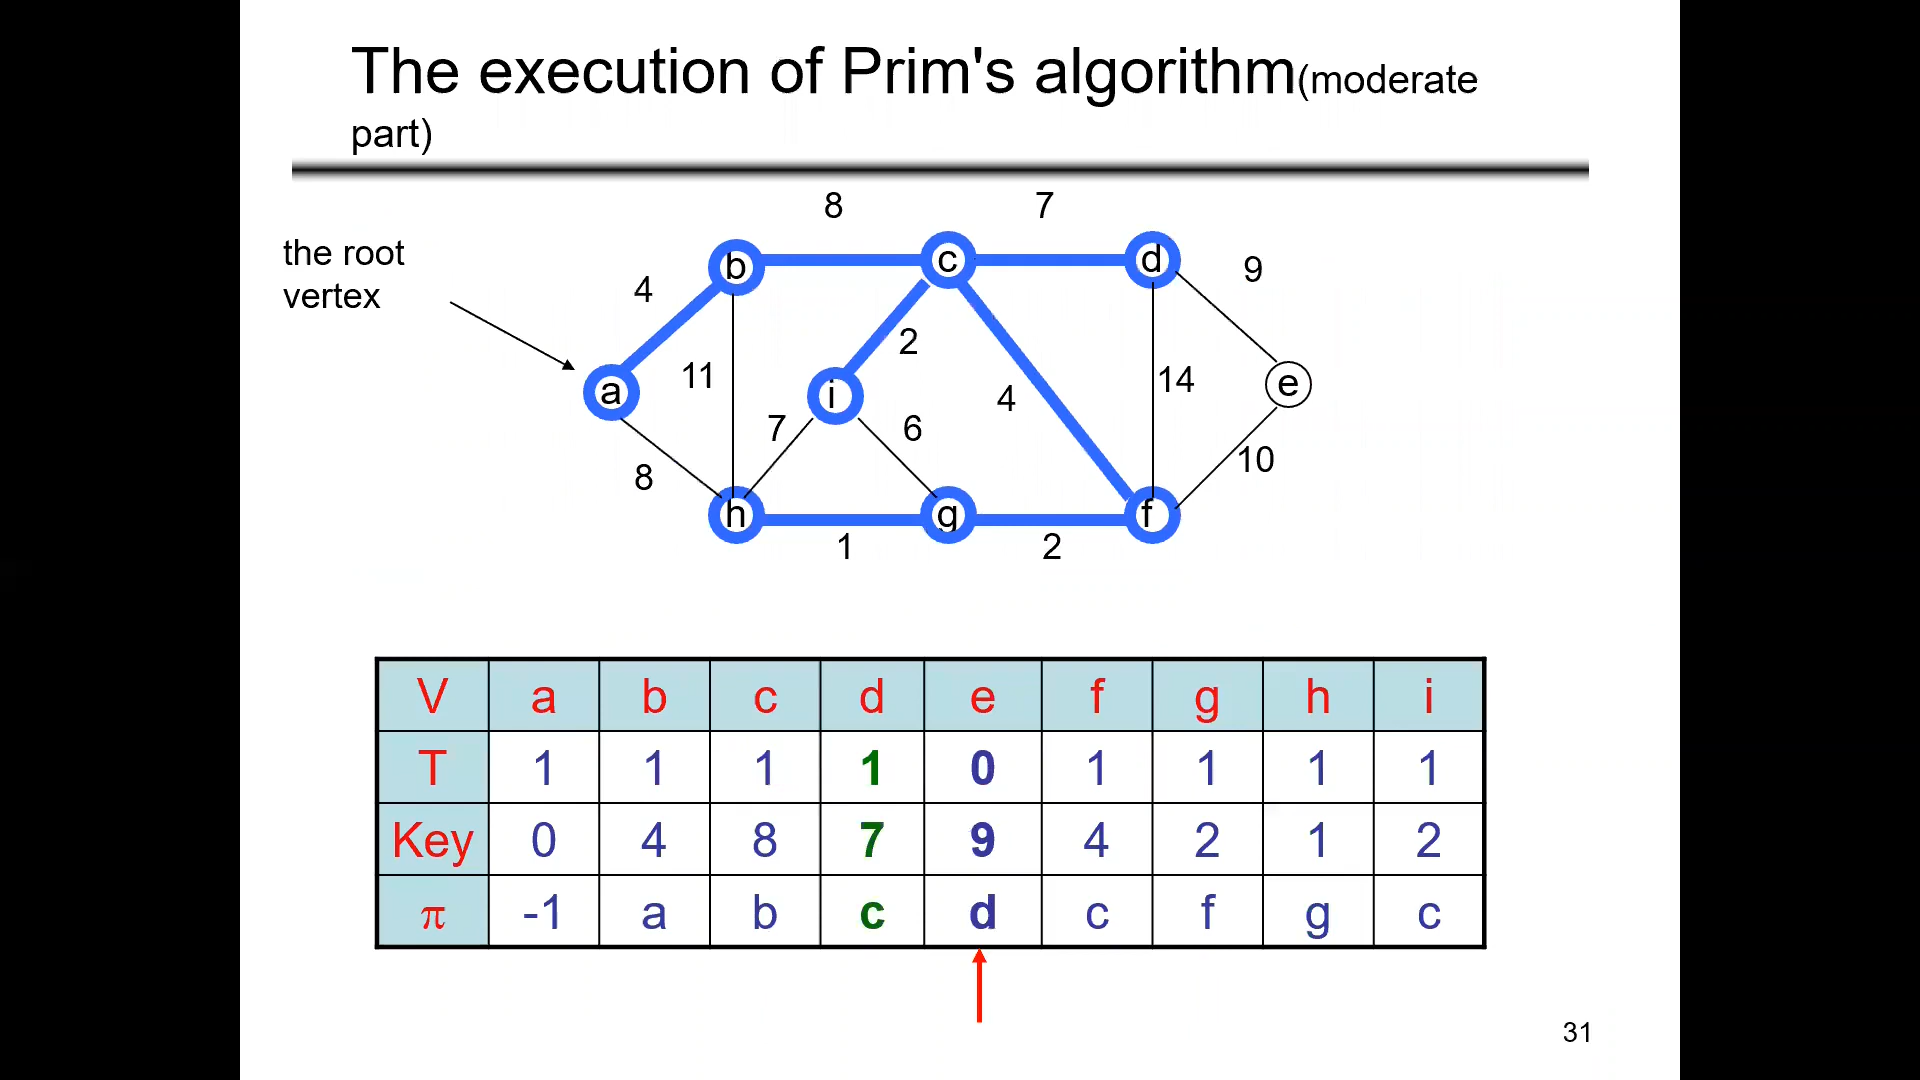 The execution of Prim's algorithm(moderate
part)
8 7
the root
vertex
b c d
9
4
2
11
14
a i e
4
7 6
8
10
h g f
1 2
V a b c d e f g h i
T 1 1 1 1 0 1 1 1 1
Key 0 4 8 7 9 4 2 1 2
π -1 a b c d c f g c
31